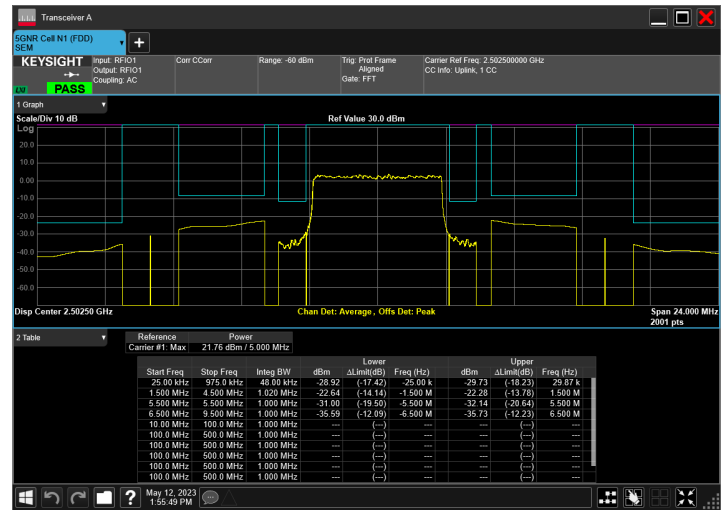 Transceiver A
5GNR Cell N1 (FDD)
SEM
KEYSIGHT
Input: RFIO1
Output: RFIO1
Coupling: AC
Corr CCorr
Range: -60 dBm
Trig: Prot Frame
Aligned
Gate: FFT
Carrier Ref Freq: 2.502500000 GHz
CC Info: Uplink, 1 CC
LXI PASS
1 Graph
Scale/Div 10 dB Ref Value 30.0 dBm
Log
20.0
10.0
0.00
-10.0
-20.0
-30.0
-40.0
-50.0
-60.0
Disp Center 2.50250 GHz Chan Det: Average, Offs Det: Peak Span 24.000 MHz
2001 pts
2 Table
Reference Power
Carrier #1: Max 21.76 dBm / 5.000 MHz
Lower Upper
Start Freq Stop Freq Integ BW dBm ΔLimit(dB) Freq (Hz) dBm ΔLimit(dB) Freq (Hz)
25.00 kHz 975.0 kHz 48.00 kHz -28.92 (-17.42) -25.00 k -29.73 (-18.23) 29.87 k
1.500 MHz 4.500 MHz 1.020 MHz -22.64 (-14.14) -1.500 M -22.28 (-13.78) 1.500 M
5.500 MHz 5.500 MHz 1.000 MHz -31.00 (-19.50) -5.500 M -32.14 (-20.64) 5.500 M
6.500 MHz 9.500 MHz 1.000 MHz -35.59 (-12.09) -6.500 M -35.73 (-12.23) 6.500 M
10.00 MHz 100.0 MHz 1.000 MHz --- (---) --- --- (---) ---
100.0 MHz 500.0 MHz 1.000 MHz --- (---) --- --- (---) ---
100.0 MHz 500.0 MHz 1.000 MHz --- (---) --- --- (---) ---
100.0 MHz 500.0 MHz 1.000 MHz --- (---) --- --- (---) ---
100.0 MHz 500.0 MHz 1.000 MHz --- (---) --- --- (---) ---
100.0 MHz 500.0 MHz 1.000 MHz --- (---) --- --- (---) ---
May 12, 2023
1:55:49 PM